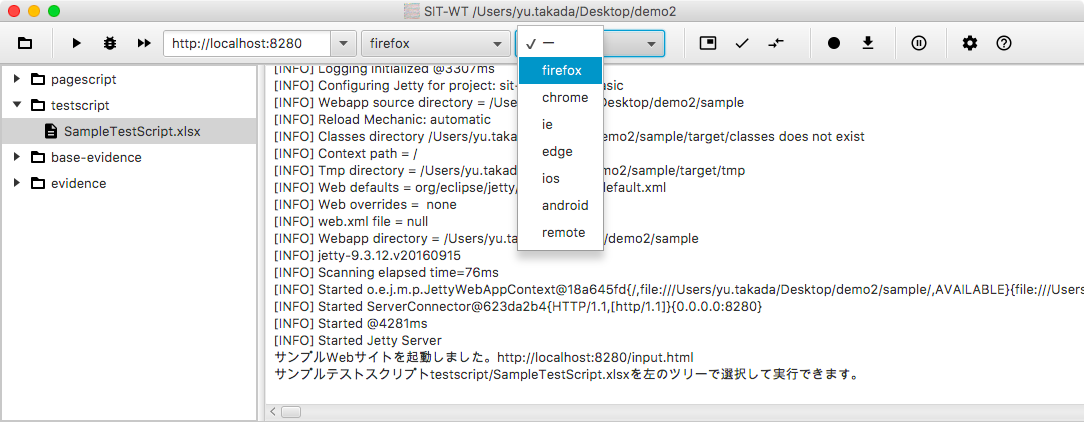 SIT-WT /Users/yu.takada/Desktop/demo2
http://localhost:8280
firefox
✓ ー
firefox
chrome
ie
edge
ios
android
remote
pagescript
testscript
SampleTestScript.xlsx
base-evidence
evidence
[INFO] Logging initialized @3307ms
[INFO] Configuring Jetty for project: sit- asic
[INFO] Webapp source directory = /Users/yu.taka Desktop/demo2/sample
[INFO] Reload Mechanic: automatic
[INFO] Classes directory /Users/yu.takada/D emo2/sample/target/classes does not exist
[INFO] Context path = /
[INFO] Tmp directory = /Users/yu.takada emo2/sample/target/tmp
[INFO] Web defaults = org/eclipse/jetty/ default.xml
[INFO] Web overrides = none
[INFO] web.xml file = null
[INFO] Webapp directory = /Users/yu.tak /demo2/sample
[INFO] jetty-9.3.12.v20160915
[INFO] Scanning elapsed time=76ms
[INFO] Started o.e.j.m.p.JettyWebAppContext@18a645fd{/,file:///Users/yu.takada/Desktop/demo2/sample/,AVAILABLE}{file:///Users
[INFO] Started ServerConnector@623da2b4{HTTP/1.1,[http/1.1]}{0.0.0.0:8280}
[INFO] Started @4281ms
[INFO] Started Jetty Server
サンプルWebサイトを起動しました。http://localhost:8280/input.html
サンプルテストスクリプトtestscript/SampleTestScript.xlsxを左のツリーで選択して実行できます。